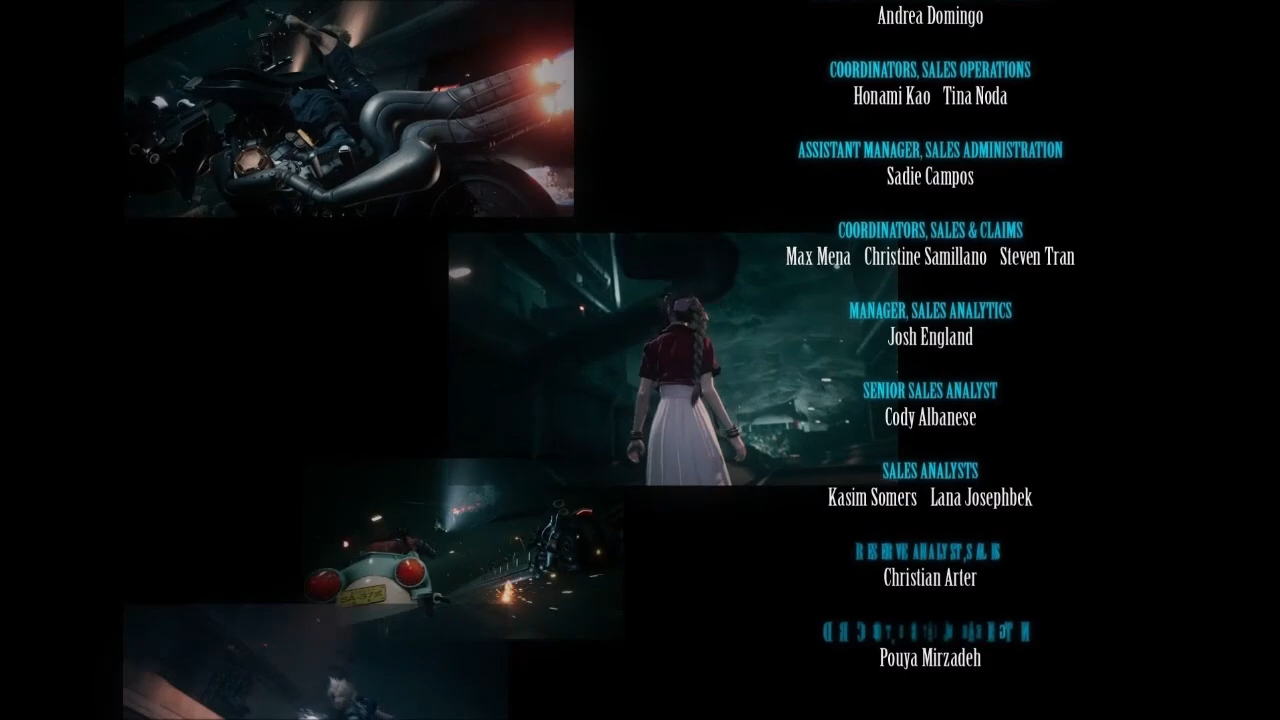 Andrea Domingo
COORDINATORS, SALES OPERATIONS
Honami Kao Tina Noda
ASSISTANT MANAGER, SALES ADMINISTRATION
Sadie Campos
COORDINATORS, SALES & CLAIMS
Max Mena Christine Samillano Steven Tran
MANAGER, SALES ANALYTICS
Josh England
SENIOR SALES ANALYST
Cody Albanese
SALES ANALYSTS
Kasim Somers Lana Josephbek
Christian Arter
Pouya Mirzadeh